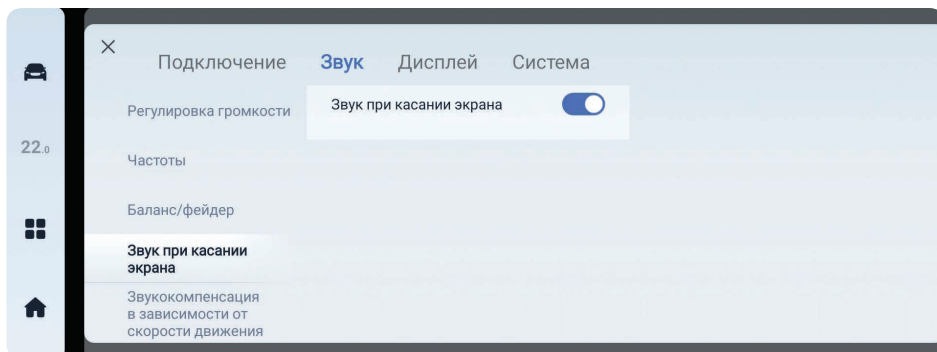 Подключение Звук Дисплей Система
Регулировка громкости
Звук при касании экрана
22.0
Частоты
Баланс/фейдер
Звук при касании
экрана
Звукокомпенсация
в зависимости от
скорости движения